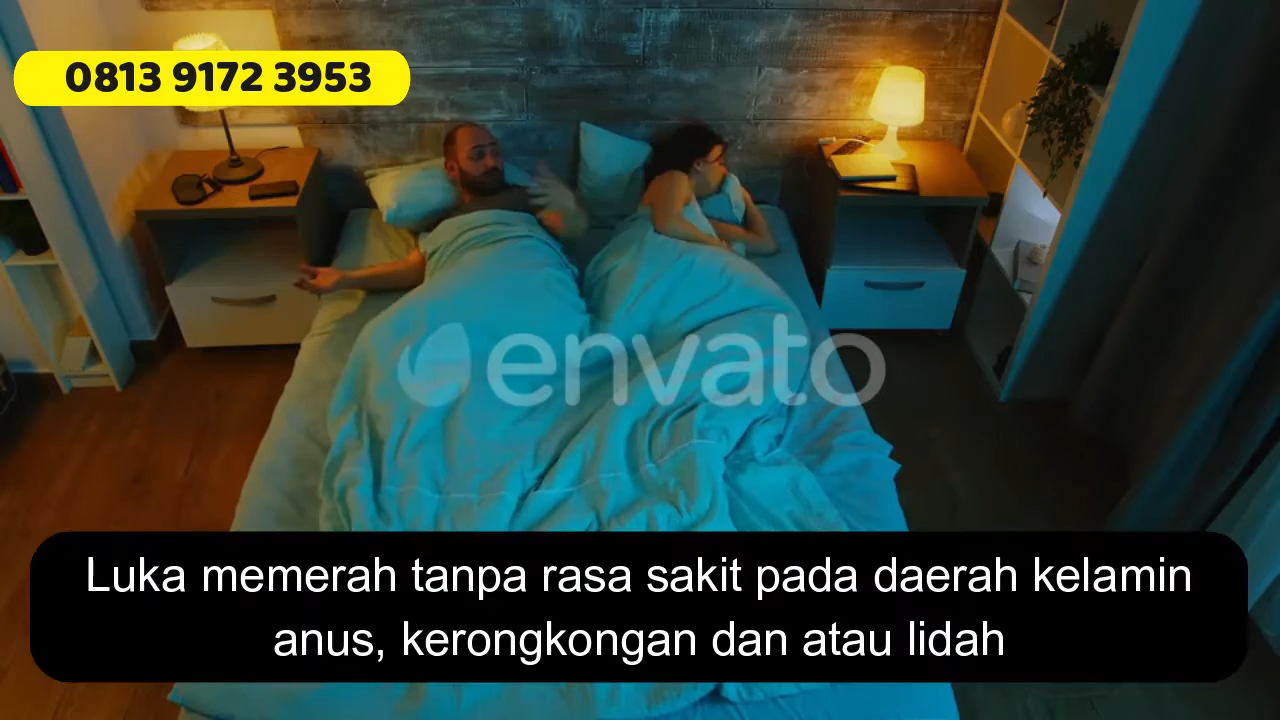 0813 9172 3953
envato
Luka memerah tanpa rasa sakit pada daerah kelamin
anus, kerongkongan dan atau lidah